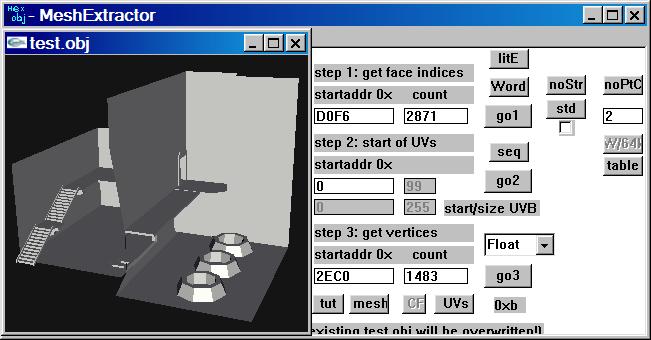 Hex
obj - MeshExtractor
test.obj
step 1: get face indices
startaddr 0x count
D0F6 2871
step 2: start of UVs
startaddr 0x
0 99
0 255 start/size UVB
step 3: get vertices
startaddr 0x count
2EC0 1483
tut mesh CF UVs
existing test.obj will be overwritten!)
litE
Word
go1
seq
go2
Float
go3
0xb
noStr
std
noPtC
2
W/64k
table